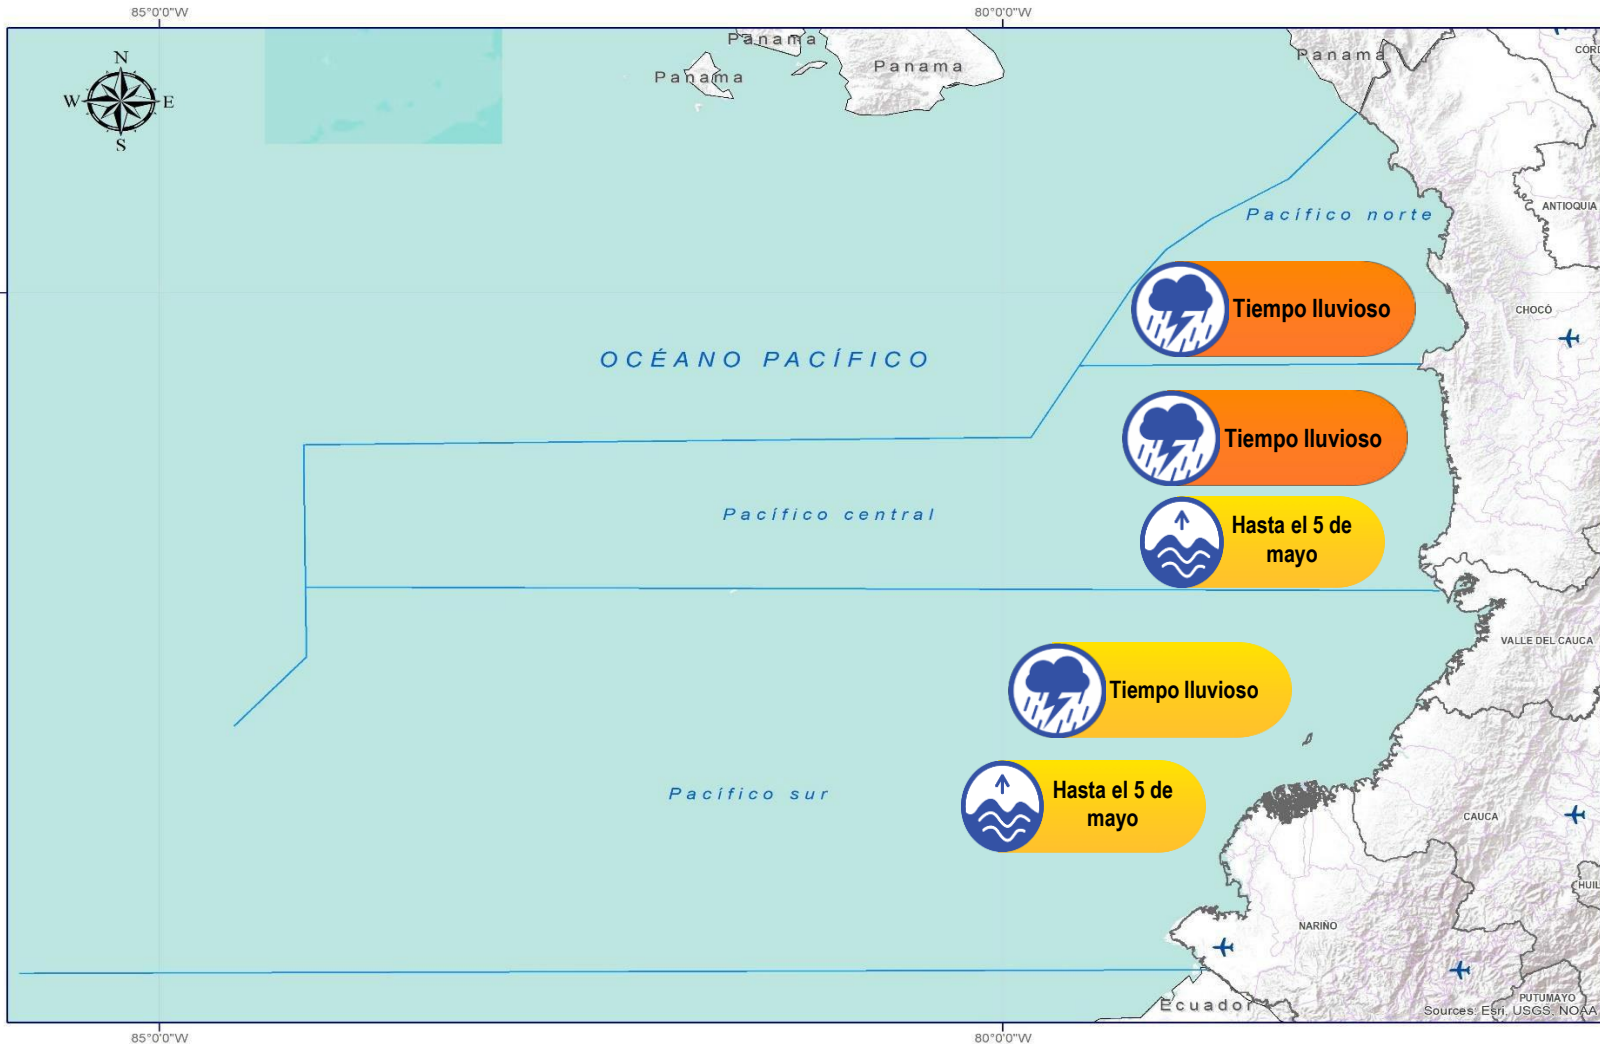 85°0'0"W
80°0'0"W
N
W
E
S
Panama
Panama
Panama
Panama
ANTIOQUIA
Pacífico norte
Tiempo lluvioso
CHOCÓ
OCÉANO PACÍFICO
Tiempo lluvioso
Pacífico central
Hasta el 5 de
mayo
VALLE DEL CAUCA
Tiempo lluvioso
Pacífico sur
Hasta el 5 de
mayo
CAUCA
HUIL
NARIÑO
PUTUMAYO
Ecuador
Sources: Esri, USGS, NOAA
85°0'0"W
80°0'0"W